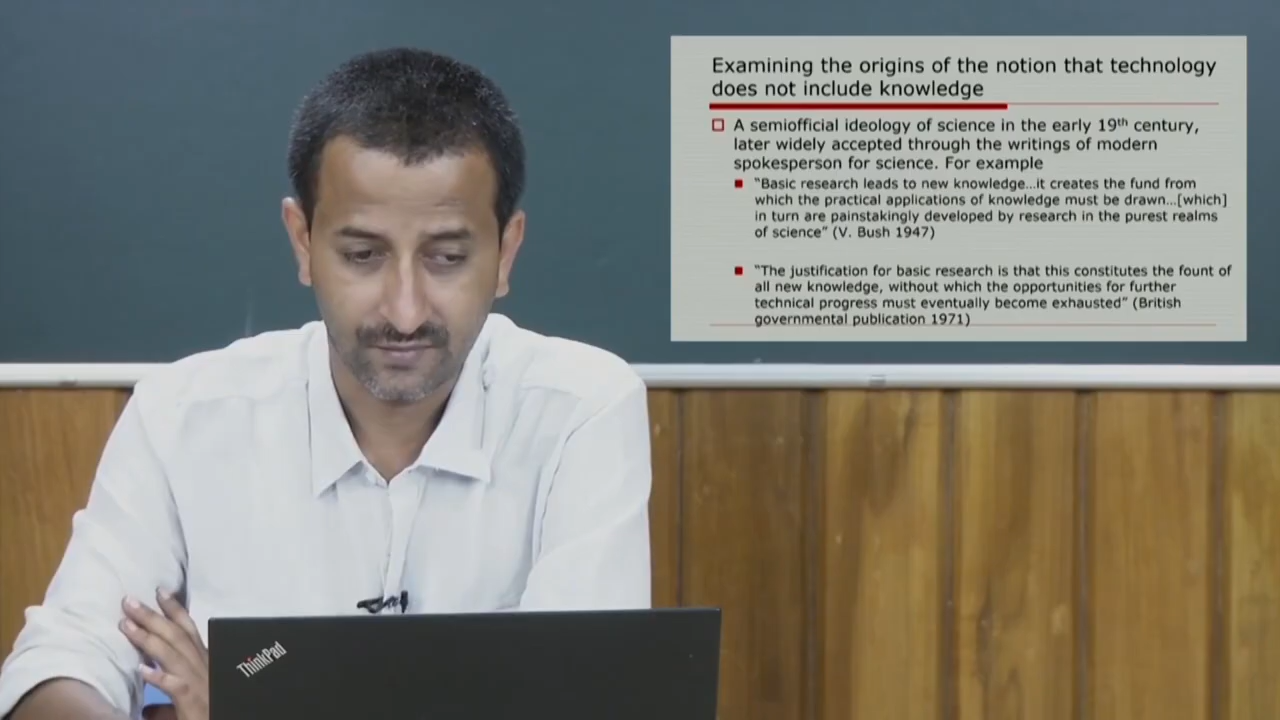 Examining the origins of the notion that technology
does not include knowledge
A semiofficial ideology of science in the early 19th century,
later widely accepted through the writings of modern
spokesperson for science. For example
“Basic research leads to new knowledge...it creates the fund from
which the practical applications of knowledge must be drawn...[which]
in turn are painstakingly developed by research in the purest realms
of science” (V. Bush 1947)
“The justification for basic research is that this constitutes the fount of
all new knowledge, without which the opportunities for further
technical progress must eventually become exhausted” (British
governmental publication 1971)
ThinkPad